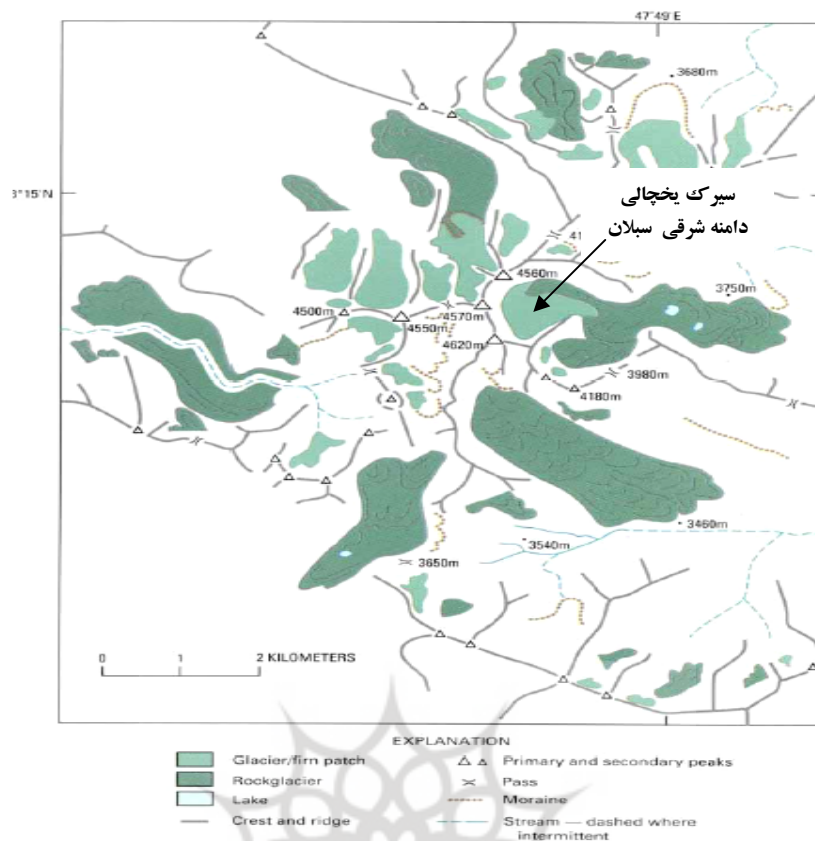 47°49′E
3680m
3°15′N
سیرک یخچالی
دامنه شرقی سبلان
41
4560m
3750m
4500m
4570m
4550m
4620m
3980m
4180m
3460m
3540m
3650m
0 1 2 KILOMETERS
EXPLANATION
Glacier/firn patch
Rockglacier
Lake
Crest and ridge
Primary and secondary peaks
Pass
Moraine
Stream — dashed where
intermittent